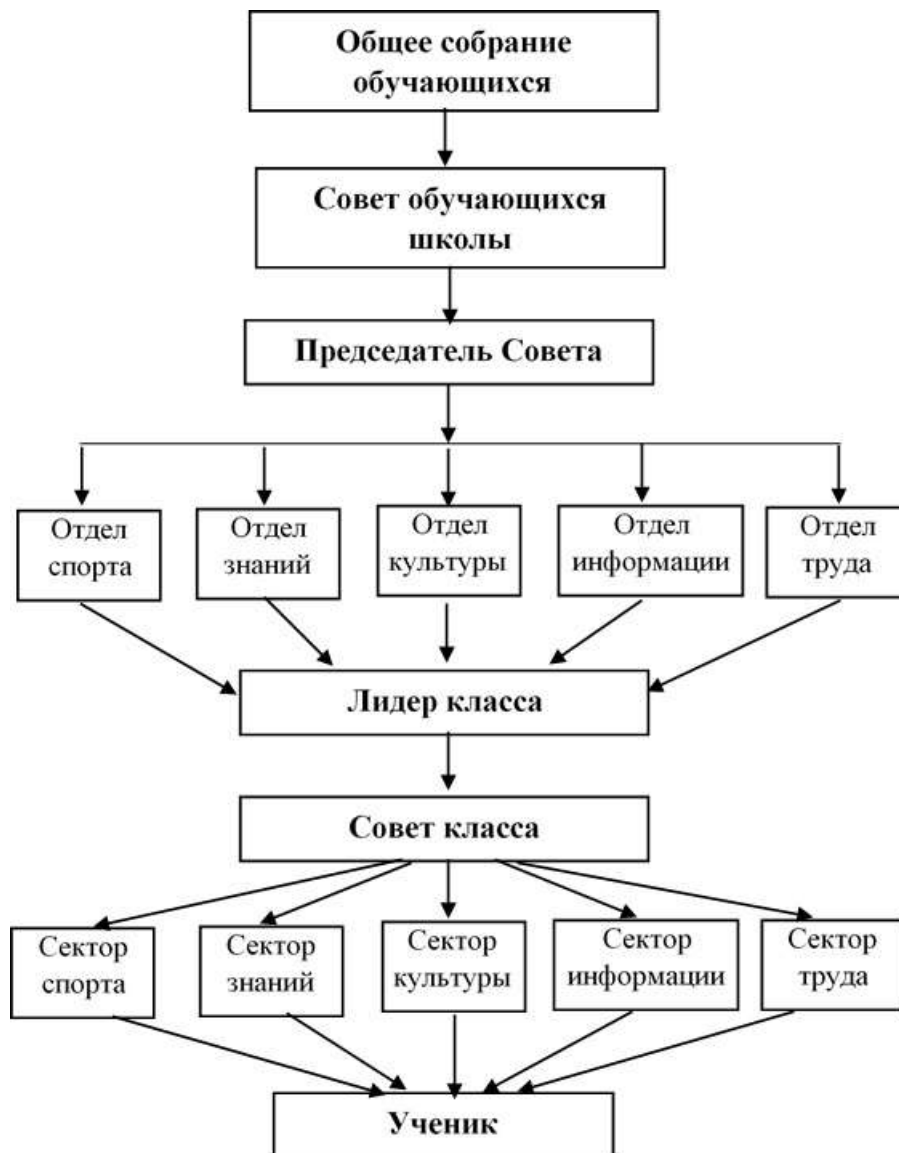 Общее собрание
обучающихся
Совет обучающихся
школы
Председатель Совета
Отдел
спорта
Отдел
знаний
Отдел
культуры
Отдел
информации
Отдел
труда
Лидер класса
Совет класса
Сектор
спорта
Сектор
знаний
Сектор
культуры
Сектор
информации
Сектор
труда
Ученик